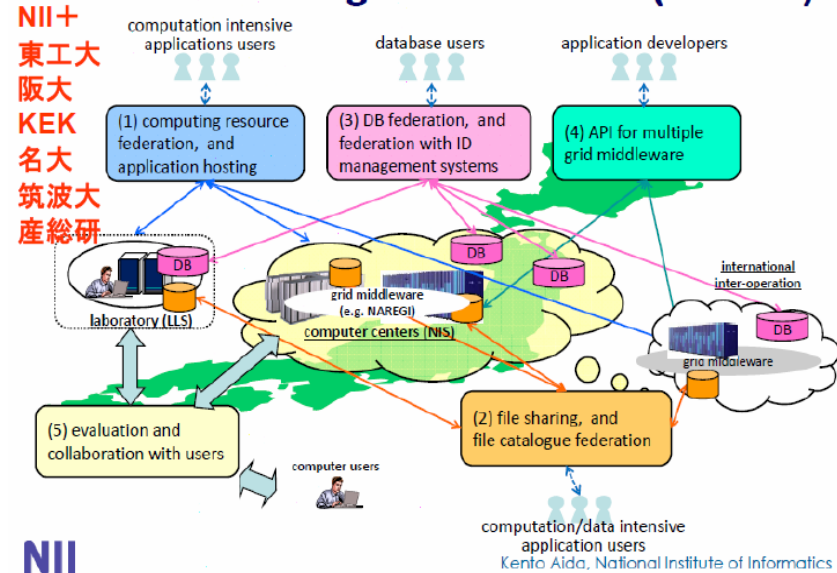 NII+
東工大
阪大
KEK
名大
筑波大
産総研
computation intensive
applications users
database users
application developers
(1) computing resource
federation, and
application hosting
(3) DB federation, and
federation with ID
management systems
(4) API for multiple
grid middleware
DB
DB
DB
international
inter-operation
laboratory (LLS)
grid middleware
(e.g. NAREGI)
computer centers (NIS)
DB
grid middleware
(5) evaluation and
collaboration with users
(2) file sharing, and
file catalogue federation
computer users
computation/data intensive
application users
NII
Kento Aida, National Institute of Informatics